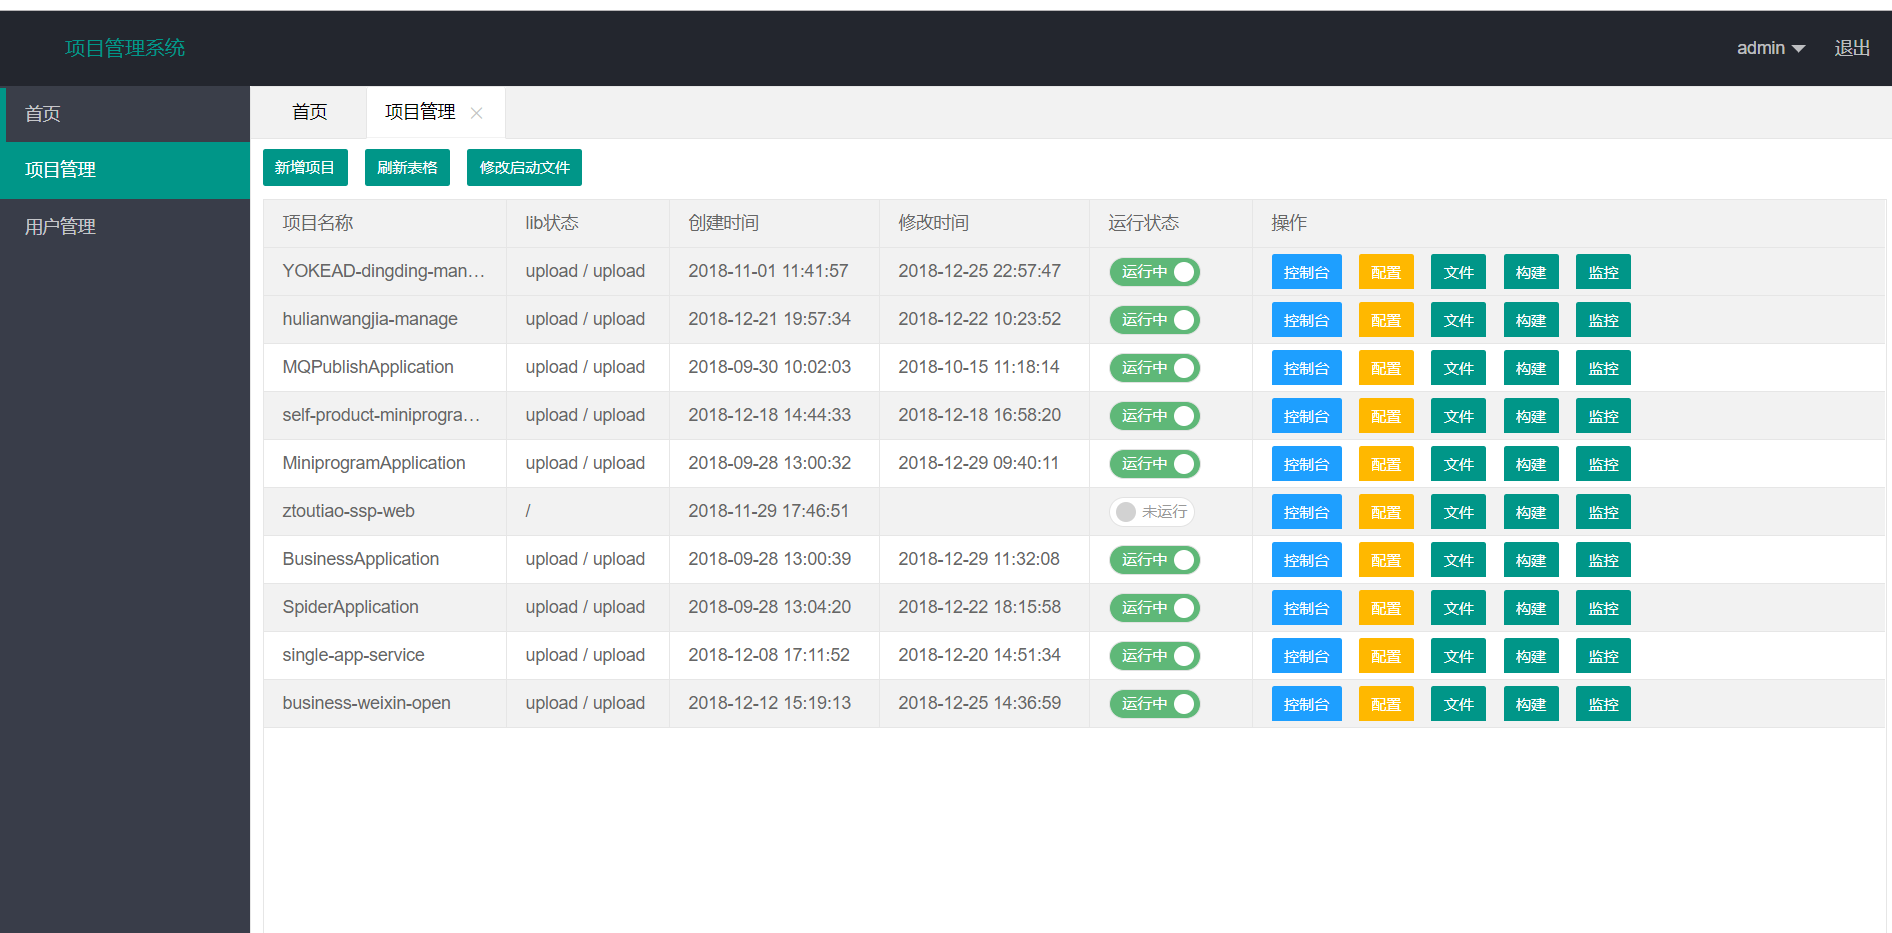 项目管理系统 admin 退出
首页 首页 项目管理
项目管理 新增项目 刷新表格 修改启动文件
用户管理 项目名称 lib状态 创建时间 修改时间 运行状态 操作
YOKEAD-dingding-man… upload / upload 2018-11-01 11:41:57 2018-12-25 22:57:47 运行中 控制台 配置 文件 构建 监控
hulianwangjia-manage upload / upload 2018-12-21 19:57:34 2018-12-22 10:23:52 运行中 控制台 配置 文件 构建 监控
MQPublishApplication upload / upload 2018-09-30 10:02:03 2018-10-15 11:18:14 运行中 控制台 配置 文件 构建 监控
self-product-miniprogra… upload / upload 2018-12-18 14:44:33 2018-12-18 16:58:20 运行中 控制台 配置 文件 构建 监控
MiniprogramApplication upload / upload 2018-09-28 13:00:32 2018-12-29 09:40:11 运行中 控制台 配置 文件 构建 监控
ztoutiao-ssp-web / 2018-11-29 17:46:51 未运行 控制台 配置 文件 构建 监控
BusinessApplication upload / upload 2018-09-28 13:00:39 2018-12-29 11:32:08 运行中 控制台 配置 文件 构建 监控
SpiderApplication upload / upload 2018-09-28 13:04:20 2018-12-22 18:15:58 运行中 控制台 配置 文件 构建 监控
single-app-service upload / upload 2018-12-08 17:11:52 2018-12-20 14:51:34 运行中 控制台 配置 文件 构建 监控
business-weixin-open upload / upload 2018-12-12 15:19:13 2018-12-25 14:36:59 运行中 控制台 配置 文件 构建 监控